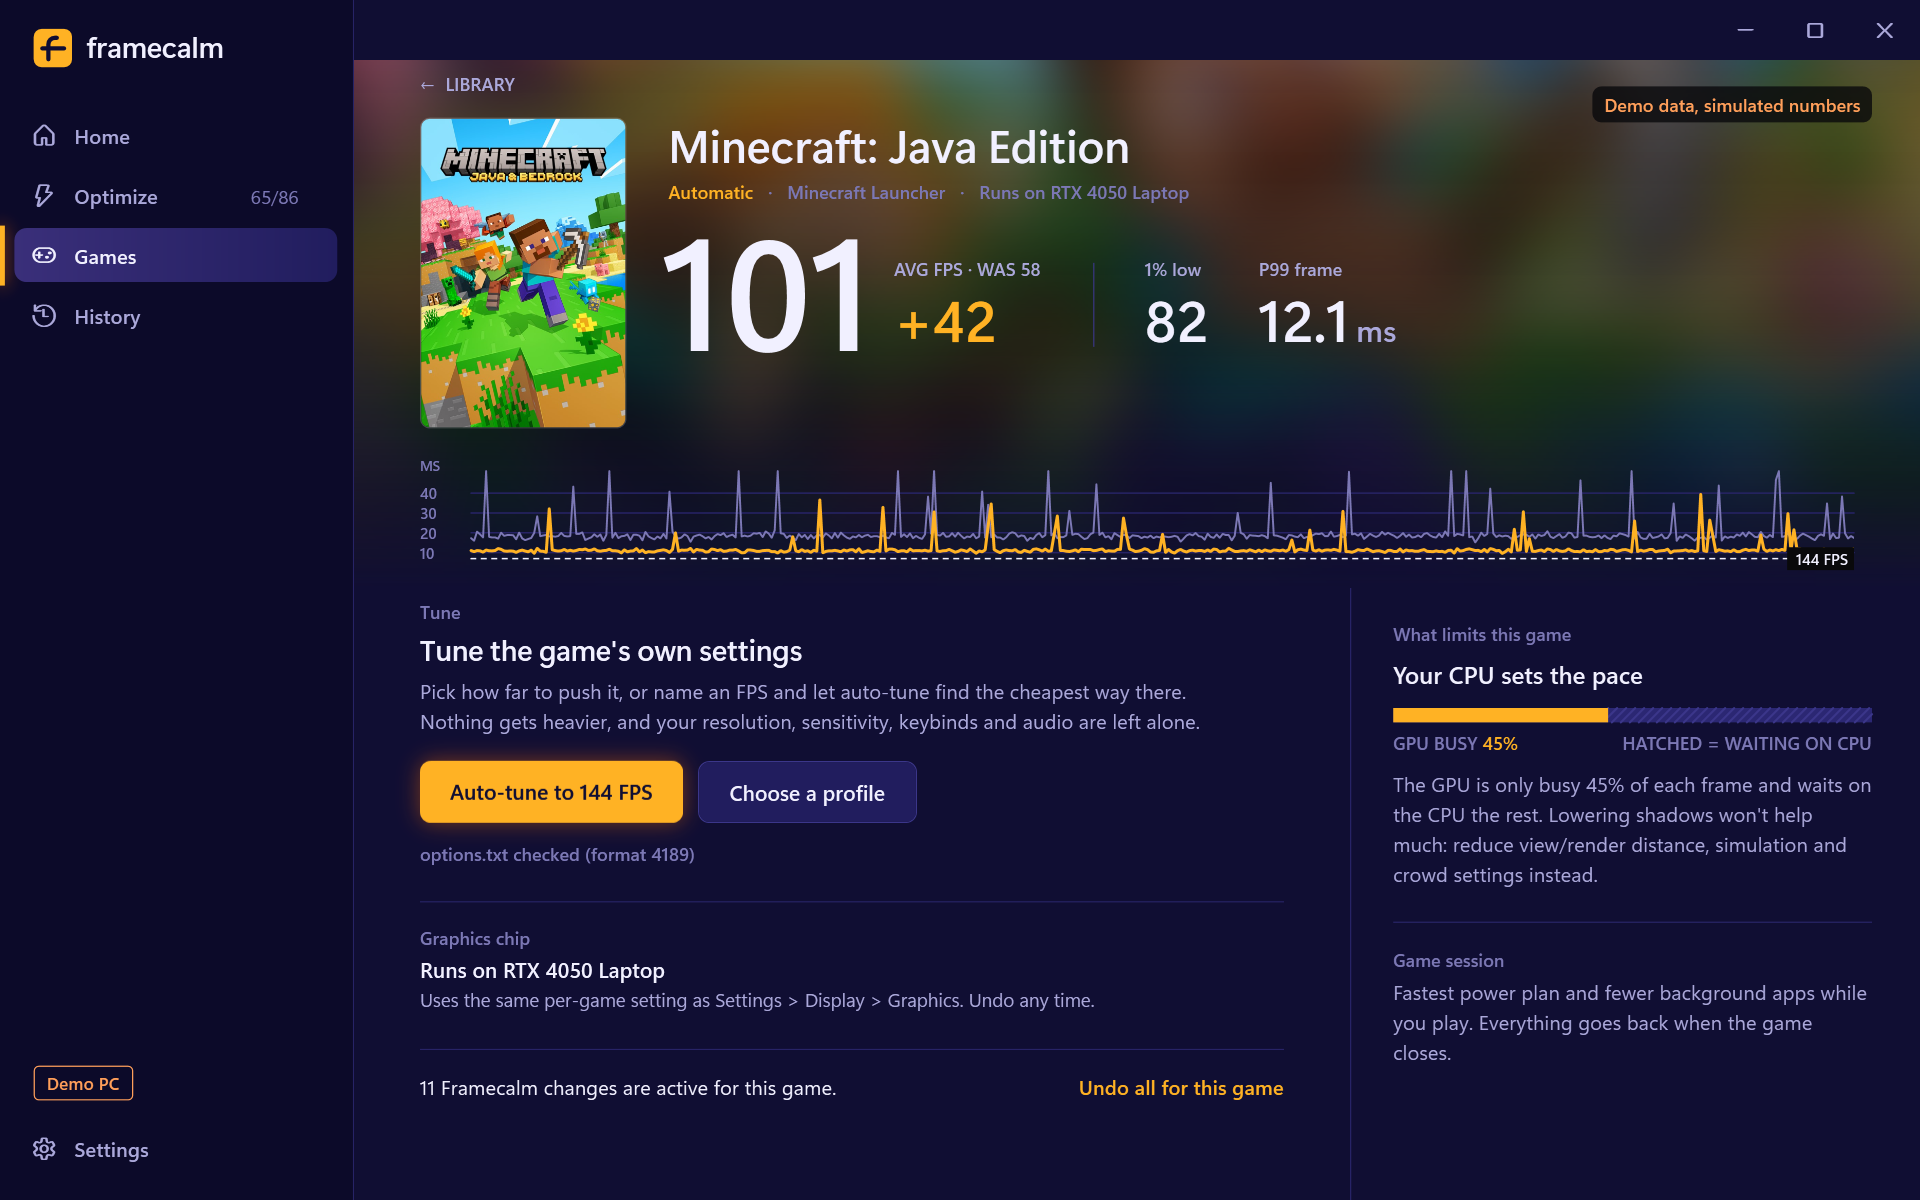 framecalm
Home
Optimize 65/86
Games
History
Demo PC
Settings
← LIBRARY
Demo data, simulated numbers
MINECRAFT
JAVA & BEDROCK
Minecraft: Java Edition
Automatic · Minecraft Launcher · Runs on RTX 4050 Laptop
101
AVG FPS · WAS 58
+42
1% low
82
P99 frame
12.1 ms
MS
40
30
20
10
144 FPS
Tune
Tune the game's own settings
Pick how far to push it, or name an FPS and let auto-tune find the cheapest way there.
Nothing gets heavier, and your resolution, sensitivity, keybinds and audio are left alone.
Auto-tune to 144 FPS
Choose a profile
options.txt checked (format 4189)
Graphics chip
Runs on RTX 4050 Laptop
Uses the same per-game setting as Settings > Display > Graphics. Undo any time.
11 Framecalm changes are active for this game.
Undo all for this game
What limits this game
Your CPU sets the pace
GPU BUSY 45%
HATCHED = WAITING ON CPU
The GPU is only busy 45% of each frame and waits on
the CPU the rest. Lowering shadows won't help
much: reduce view/render distance, simulation and
crowd settings instead.
Game session
Fastest power plan and fewer background apps while
you play. Everything goes back when the game
closes.